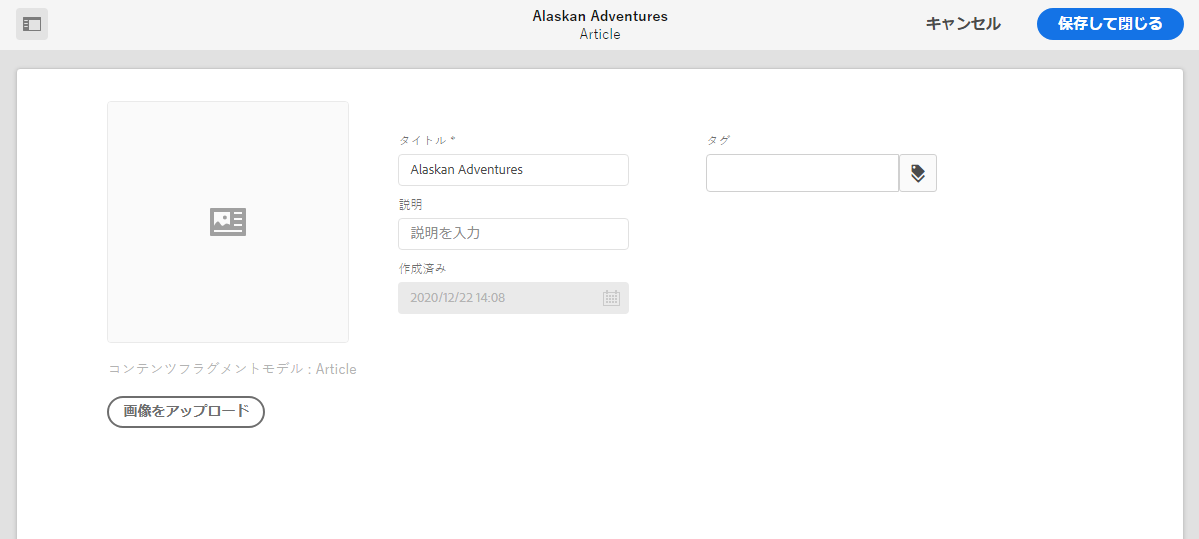 Alaskan Adventures
Article
キャンセル
保存して閉じる
タイトル *
Alaskan Adventures
説明
説明を入力
作成済み
2020/12/22 14:08
タグ
コンテンツフラグメントモデル : Article
画像をアップロード